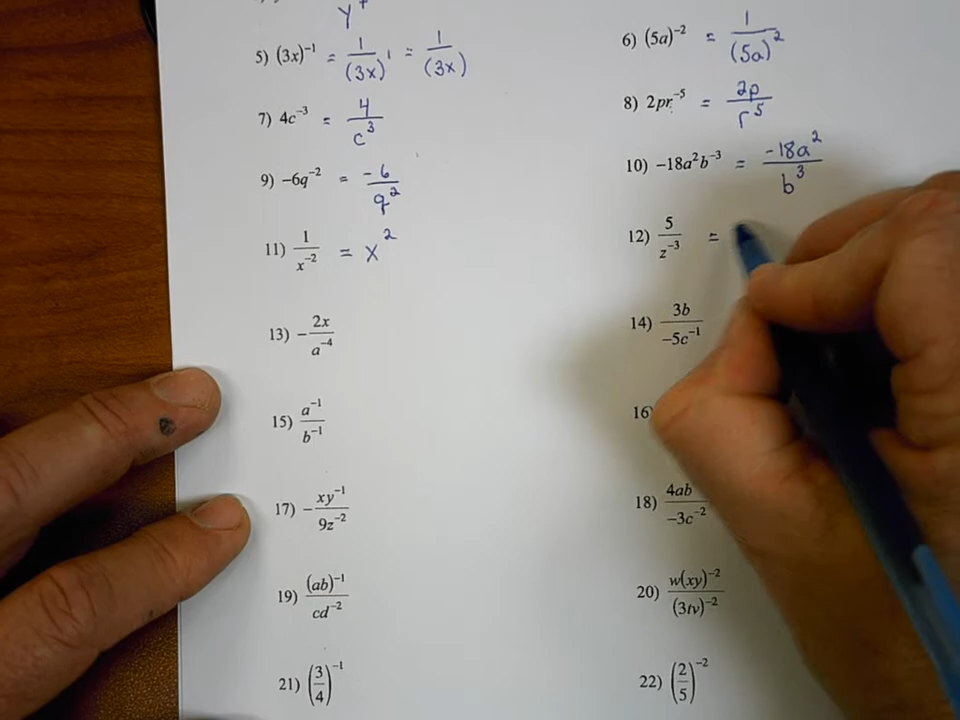 y⁴
5) (3x)⁻¹ = 1/(3x)¹ = 1/(3x)
6) (5a)⁻² = 1/(5a)²
7) 4c⁻³ = 4/c³
8) 2pr⁻⁵ = 2p/r⁵
9) −6q⁻² = −6/q²
10) −18a²b⁻³ = −18a²/b³
11) 1/x⁻² = x²
12) 5/z⁻³ =
13) −2x/a⁻⁴
14) 3b/−5c⁻¹
15) a⁻¹/b⁻¹
16)
17) −xy⁻¹/9z⁻²
18) 4ab/−3c⁻²
19) (ab)⁻¹/cd⁻²
20) w(xy)⁻²/(3tv)⁻²
21) (3/4)⁻¹
22) (2/5)⁻²